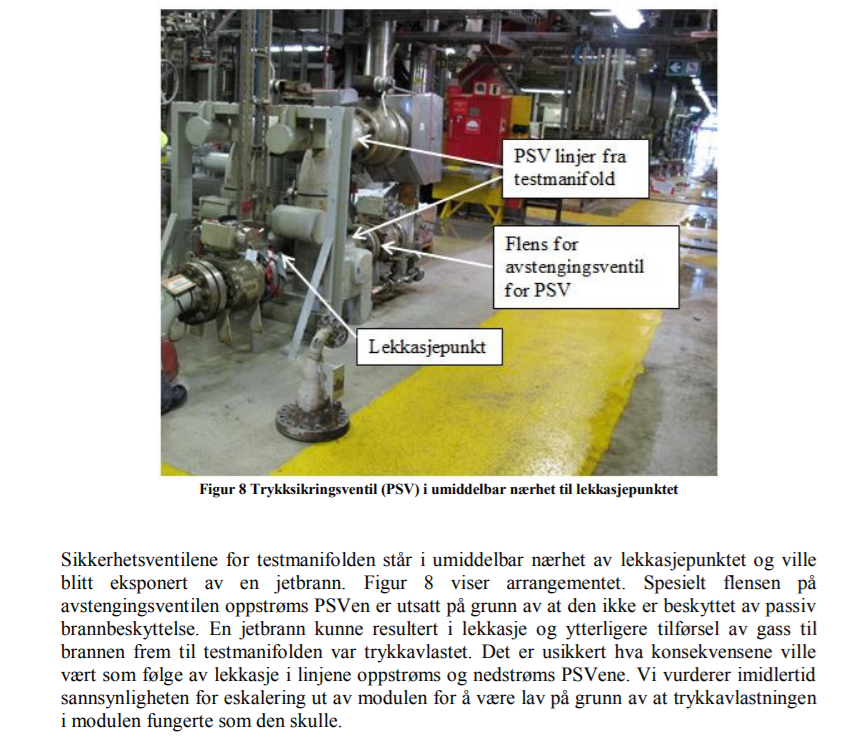 PSV linjer fra
testmanifold
Flens for
avstengingsventil
for PSV
Lekkasjepunkt
Figur 8 Trykksikringsventil (PSV) i umiddelbar nærhet til lekkasjepunktet
Sikkerhetsventilene for testmanifolden står i umiddelbar nærhet av lekkasjepunktet og ville
blitt eksponert av en jetbrann. Figur 8 viser arrangementet. Spesielt flensen på
avstengingsventilen oppstrøms PSVen er utsatt på grunn av at den ikke er beskyttet av passiv
brannbeskyttelse. En jetbrann kunne resultert i lekkasje og ytterligere tilførsel av gass til
brannen frem til testmanifolden var trykkavlastet. Det er usikkert hva konsekvensene ville
vært som følge av lekkasje i linjene oppstrøms og nedstrøms PSVene. Vi vurderer imidlertid
sannsynligheten for eskalering ut av modulen for å være lav på grunn av at trykkavlastningen
i modulen fungerte som den skulle.